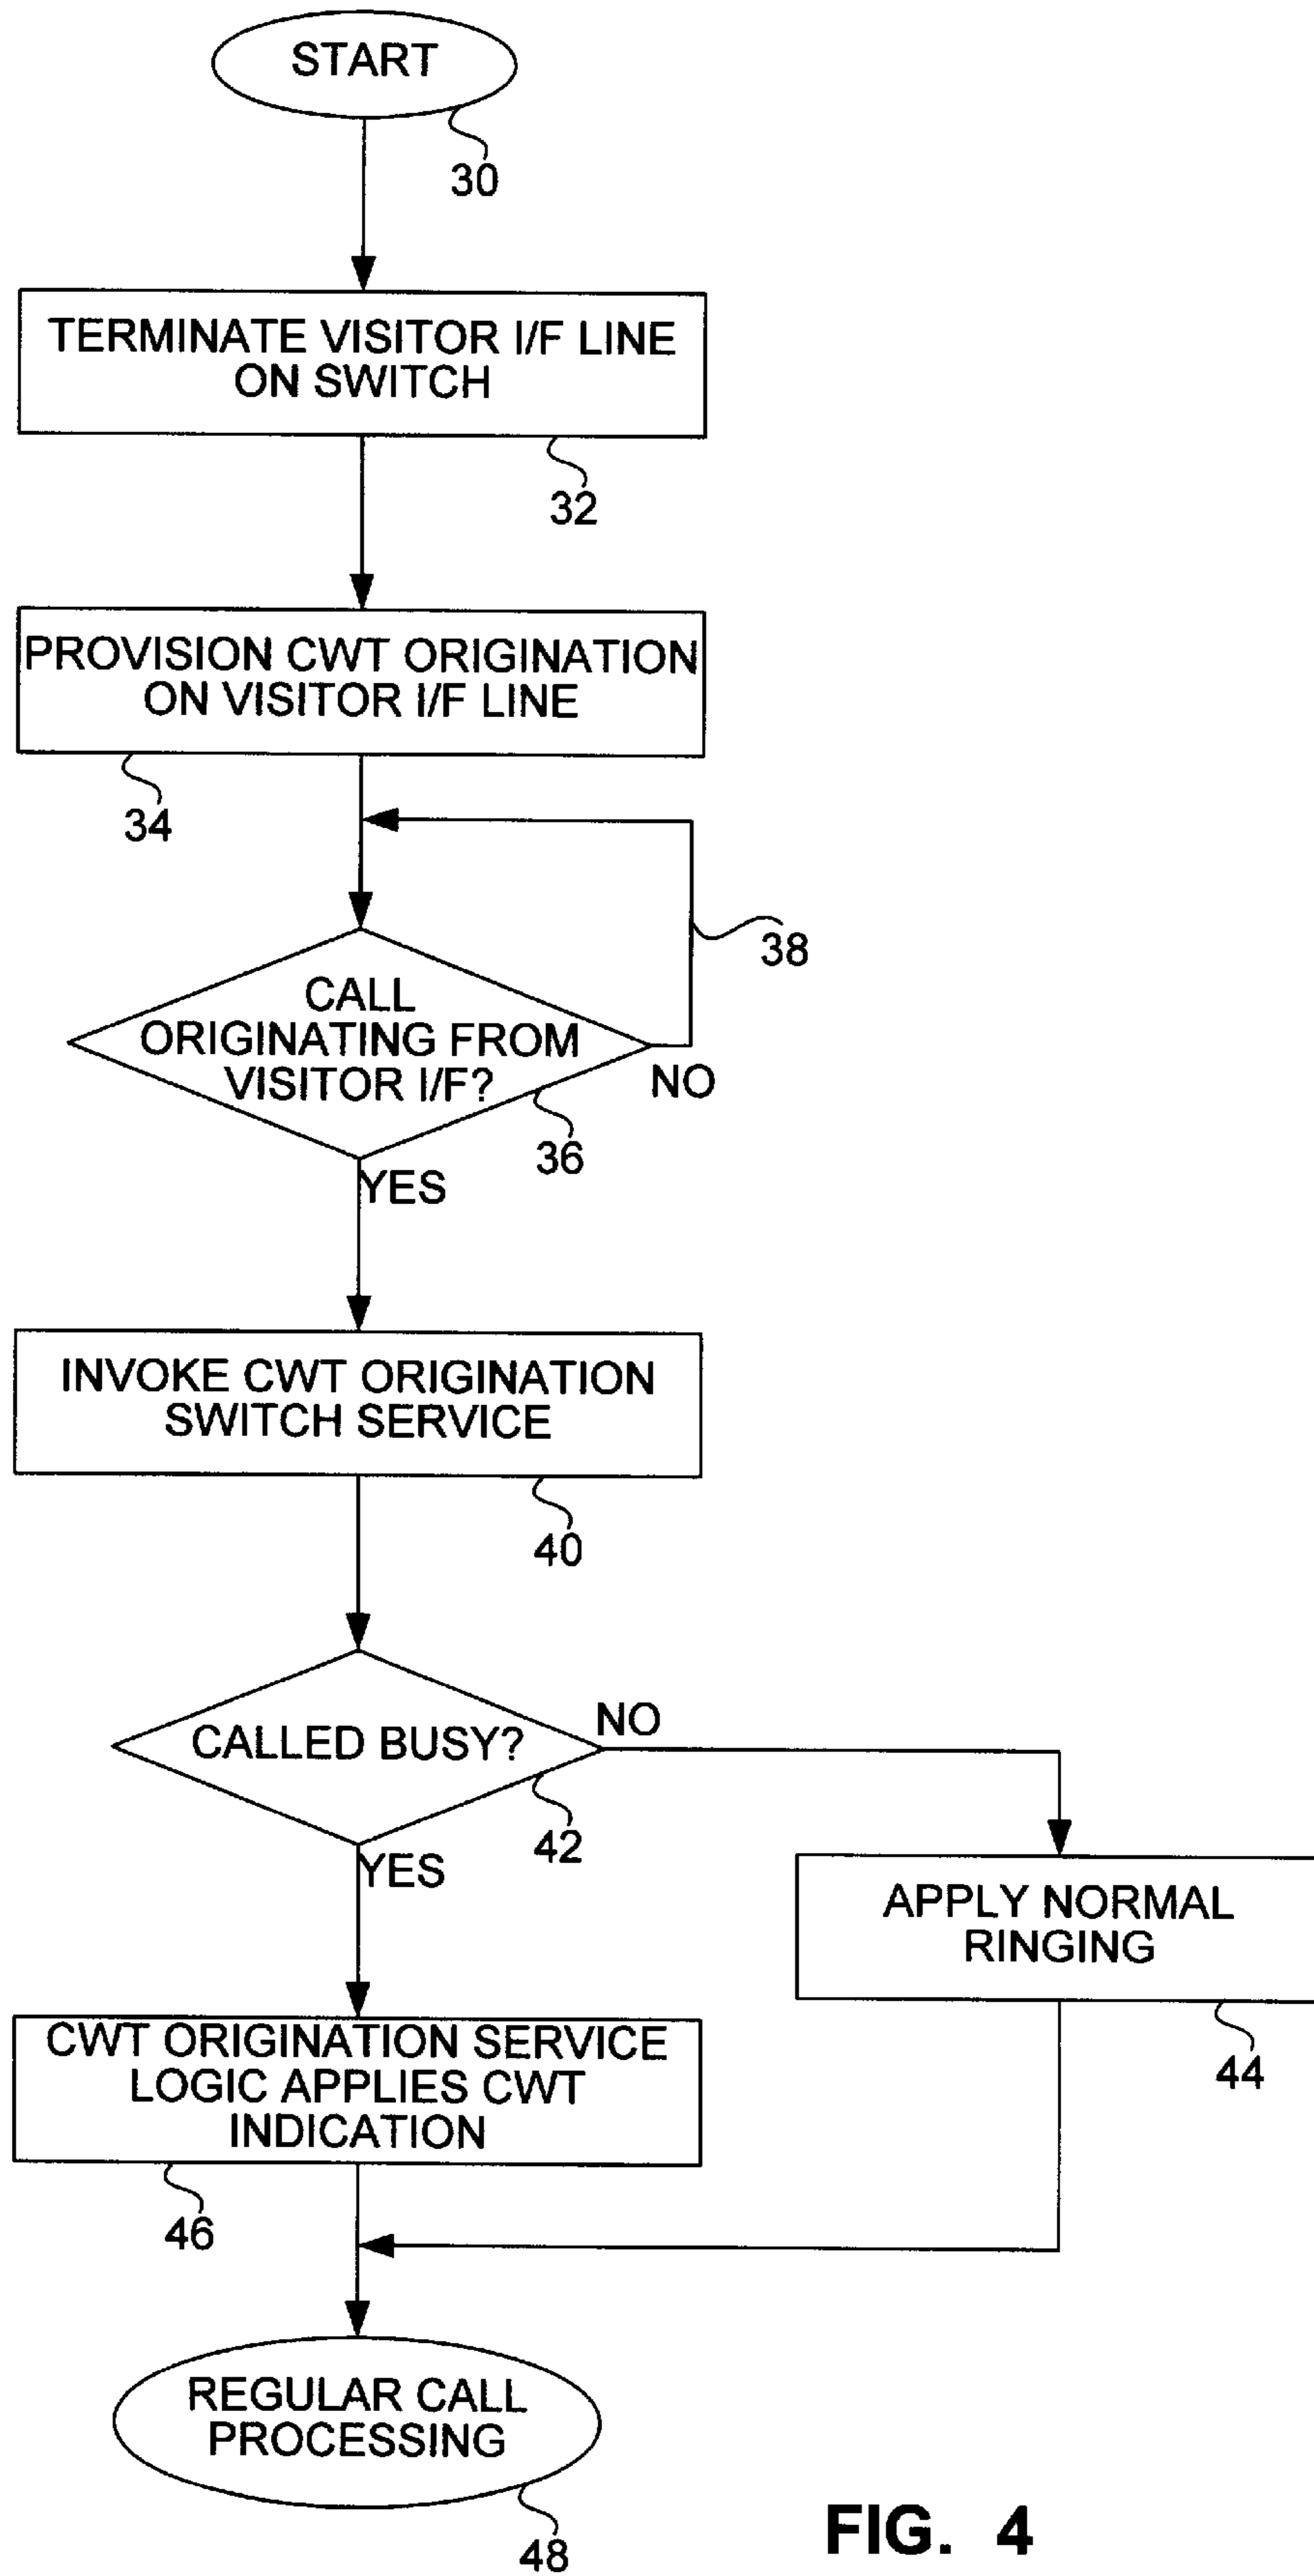 START
30
TERMINATE VISITOR I/F LINE
ON SWITCH
32
PROVISION CWT ORIGINATION
ON VISITOR I/F LINE
34
38
CALL
ORIGINATING FROM
VISITOR I/F?
NO
36
YES
INVOKE CWT ORIGINATION
SWITCH SERVICE
40
CALLED BUSY?
NO
42
YES
APPLY NORMAL
RINGING
44
CWT ORIGINATION SERVICE
LOGIC APPLIES CWT
INDICATION
46
REGULAR CALL
PROCESSING
48
FIG. 4